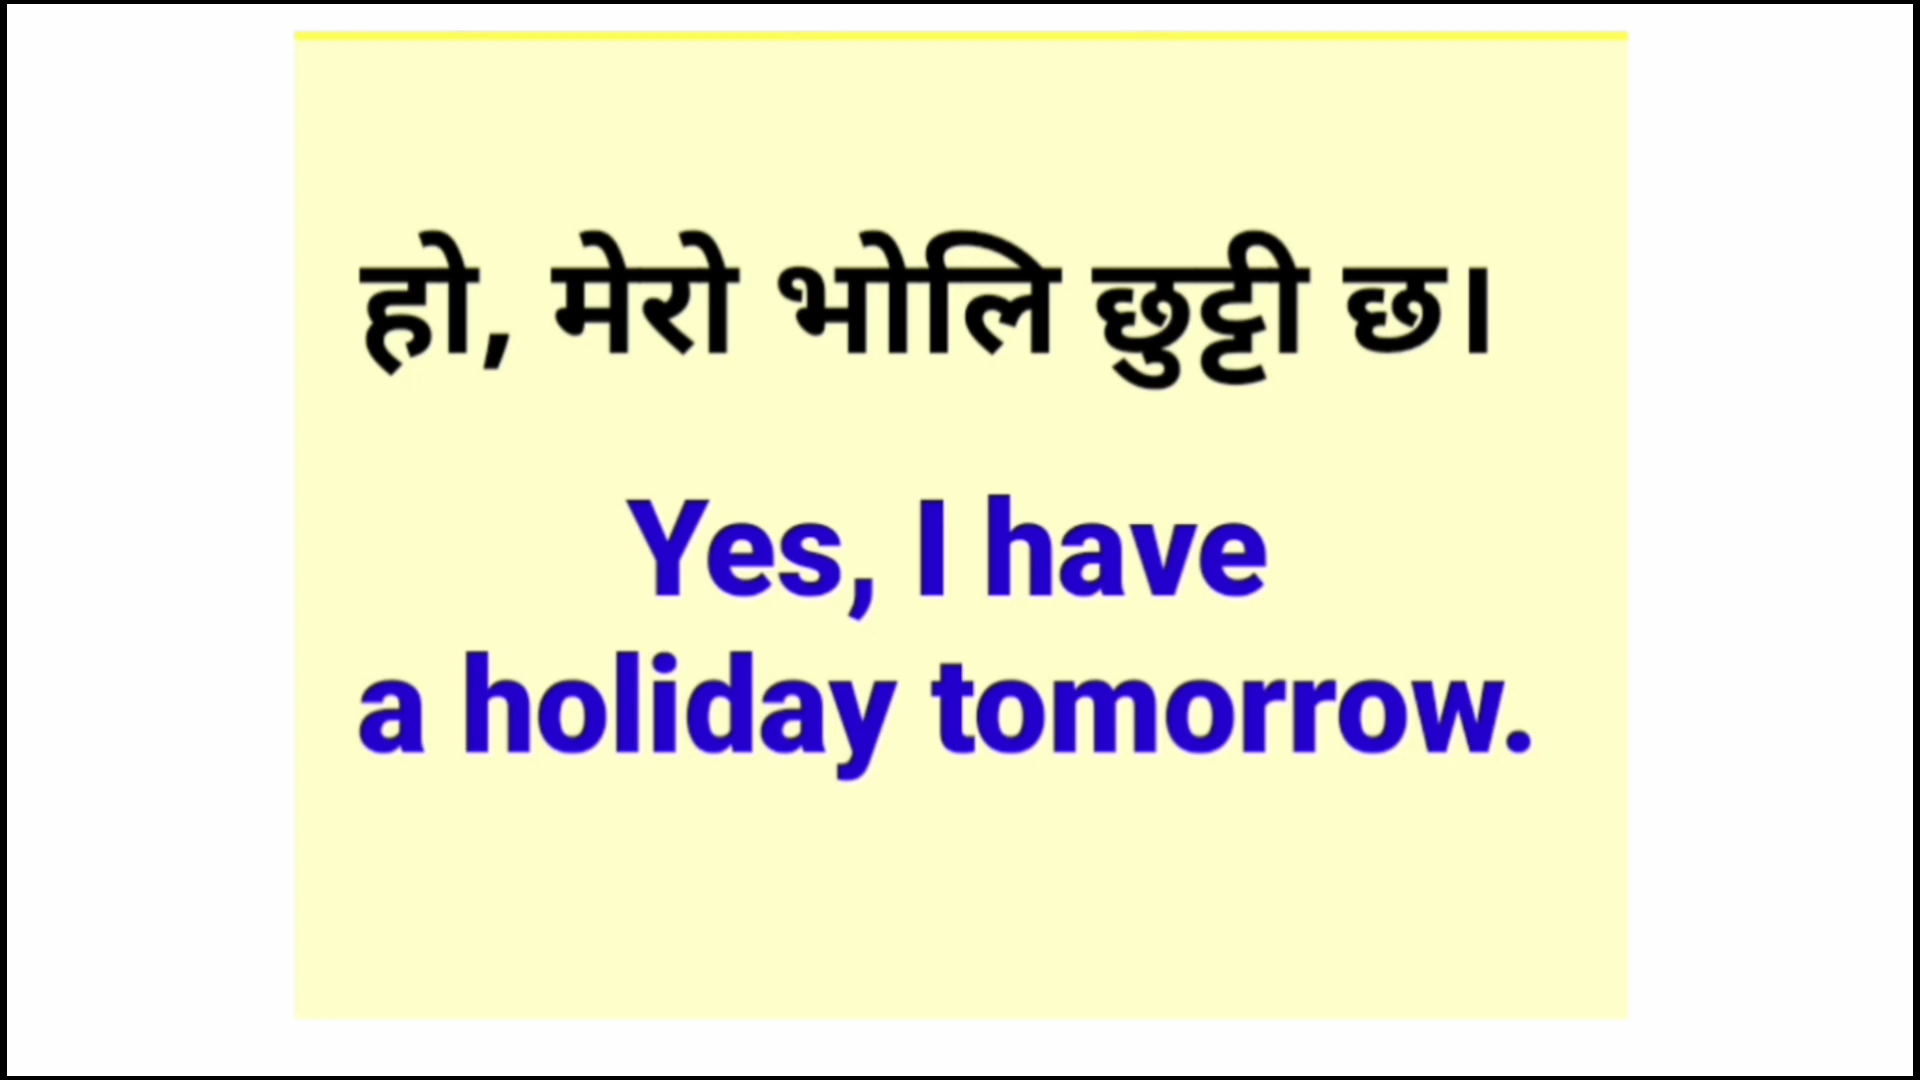 हो, मेरो भोलि छुट्टी छ।
Yes, I have
a holiday tomorrow.